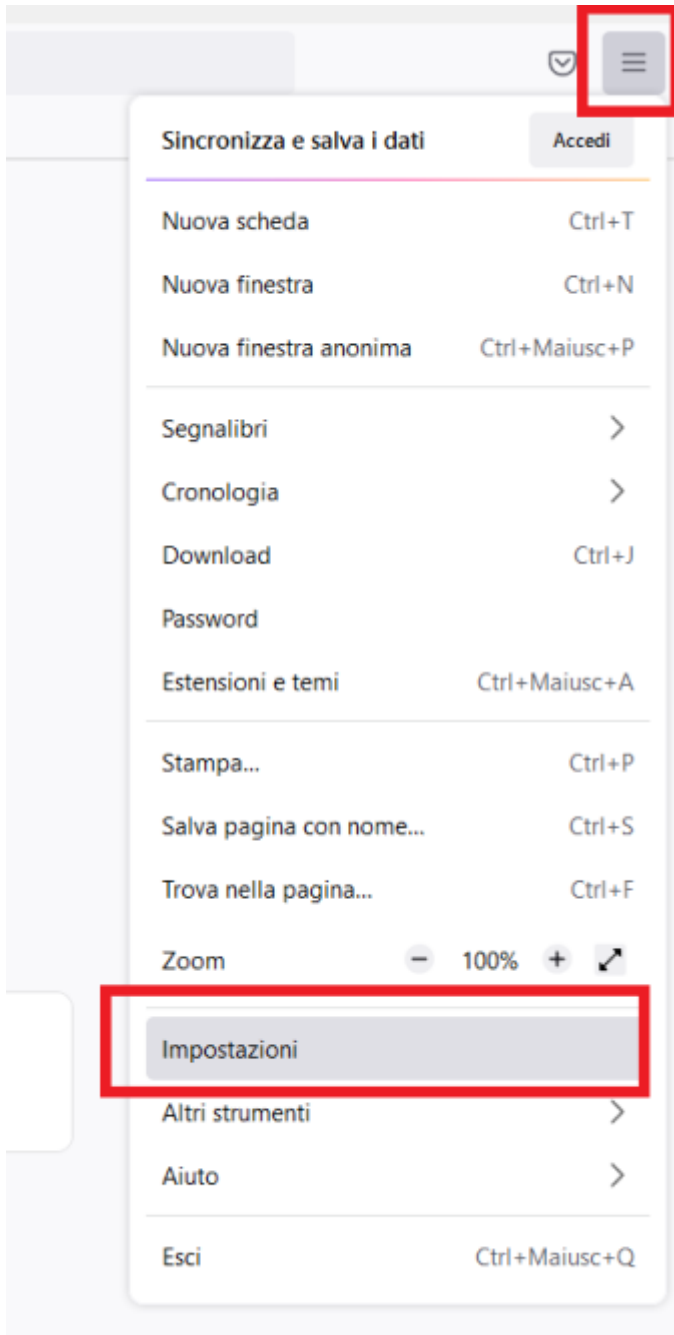 Sincronizza e salva i dati Accedi
Nuova scheda Ctrl+T
Nuova finestra Ctrl+N
Nuova finestra anonima Ctrl+Maiusc+P
Segnalibri
Cronologia
Download Ctrl+J
Password
Estensioni e temi Ctrl+Maiusc+A
Stampa... Ctrl+P
Salva pagina con nome... Ctrl+S
Trova nella pagina... Ctrl+F
Zoom − 100% +
Impostazioni
Altri strumenti
Aiuto
Esci Ctrl+Maiusc+Q